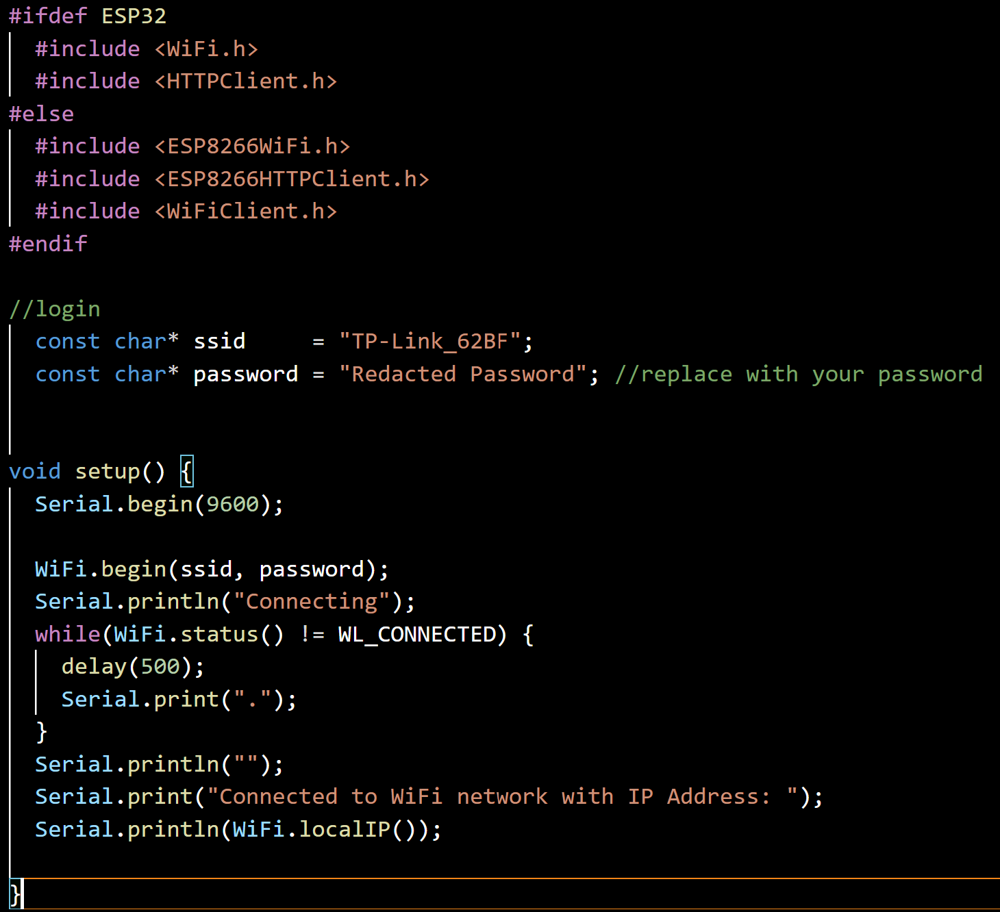 #ifdef ESP32
  #include <WiFi.h>
  #include <HTTPClient.h>
#else
  #include <ESP8266WiFi.h>
  #include <ESP8266HTTPClient.h>
  #include <WiFiClient.h>
#endif

//login
  const char* ssid     = "TP-Link_62BF";
  const char* password = "Redacted Password"; //replace with your password

void setup() {
  Serial.begin(9600);

  WiFi.begin(ssid, password);
  Serial.println("Connecting");
  while(WiFi.status() != WL_CONNECTED) {
    delay(500);
    Serial.print(".");
  }
  Serial.println("");
  Serial.print("Connected to WiFi network with IP Address: ");
  Serial.println(WiFi.localIP());

}